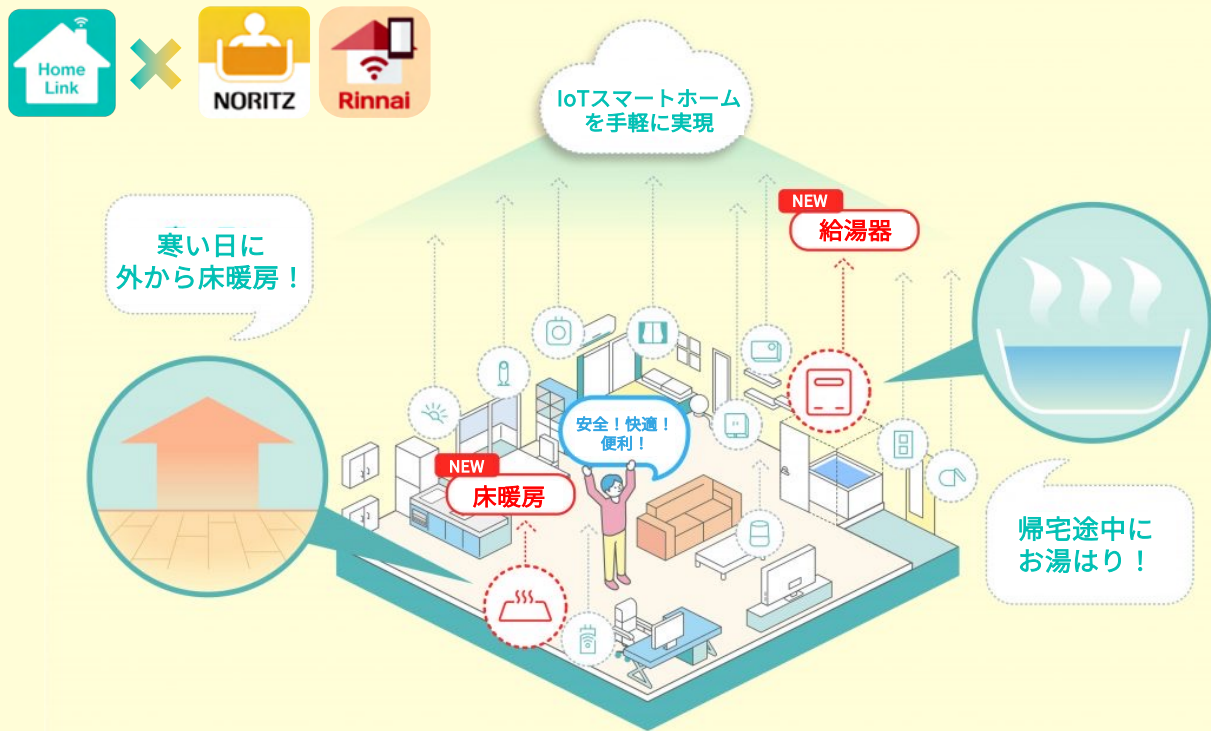 Home
Link
NORITZ
Rinnai
IoTスマートホーム
を手軽に実現
NEW
給湯器
寒い日に
外から床暖房！
安全！快適！
便利！
NEW
床暖房
帰宅途中に
お湯はり！